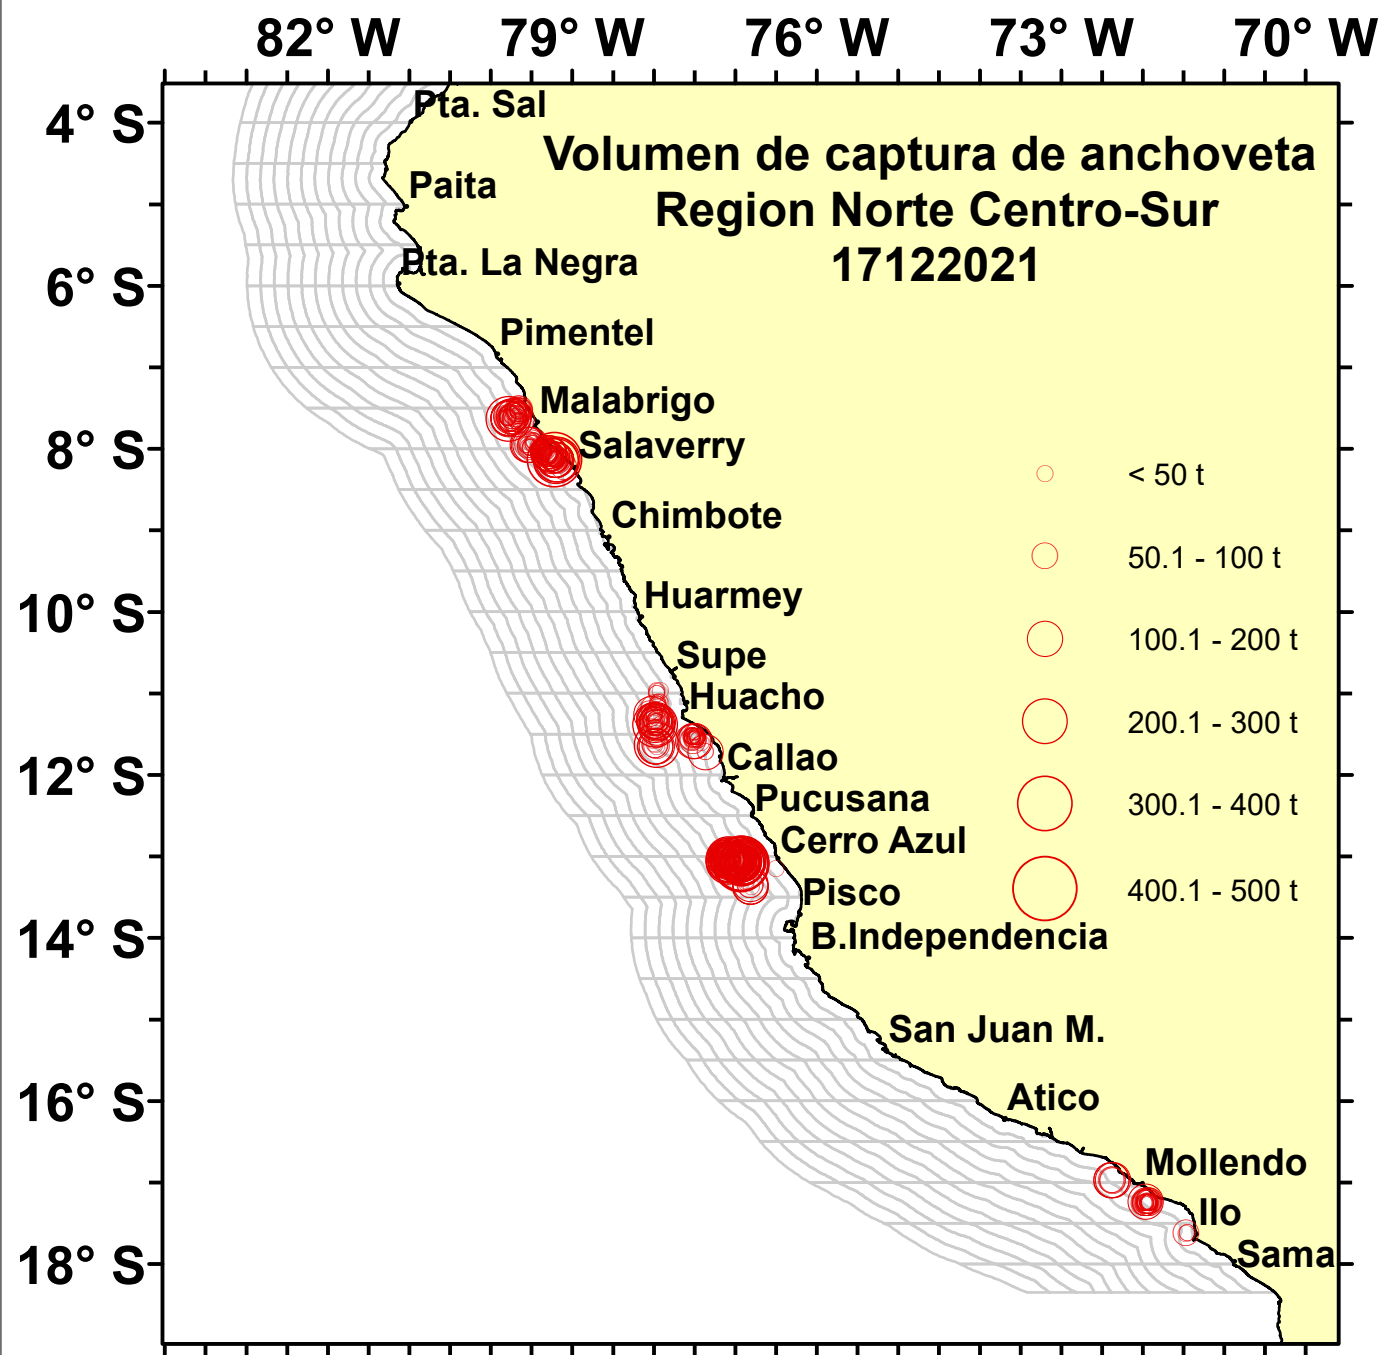 82° W 79° W 76° W 73° W 70° W
4° S
6° S
8° S
10° S
12° S
14° S
16° S
18° S
Volumen de captura de anchoveta
Region Norte Centro-Sur
17122021
Pta. Sal
Paita
Pta. La Negra
Pimentel
Malabrigo
Salaverry
Chimbote
Huarmey
Supe
Huacho
Callao
Pucusana
Cerro Azul
Pisco
B.Independencia
San Juan M.
Atico
Mollendo
Ilo
Sama
< 50 t
50.1 - 100 t
100.1 - 200 t
200.1 - 300 t
300.1 - 400 t
400.1 - 500 t